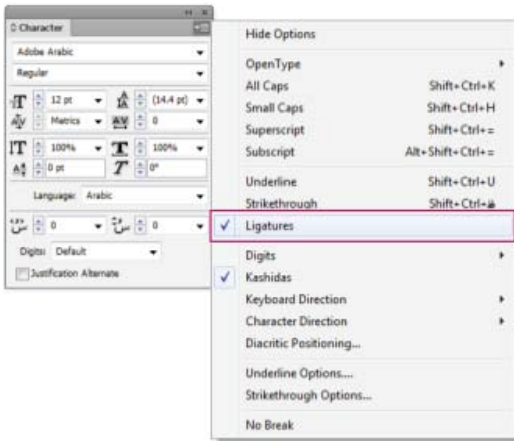 Character
Adobe Arabic
Regular
12 pt (14.4 pt)
Metrics 0
100% 100%
0 pt 0°
Language: Arabic
0 0
Digits: Default
Justification Alternate
Hide Options
OpenType
All Caps Shift+Ctrl+K
Small Caps Shift+Ctrl+H
Superscript Shift+Ctrl+=
Subscript Alt+Shift+Ctrl+=
Underline Shift+Ctrl+U
Strikethrough Shift+Ctrl+
Ligatures
Digits
Kashidas
Keyboard Direction
Character Direction
Diacritic Positioning...
Underline Options....
Strikethrough Options...
No Break